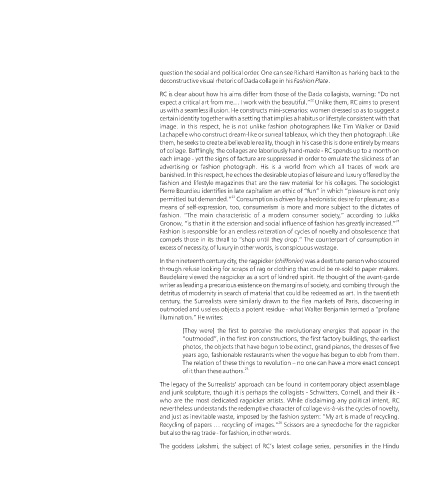 question the social and political order. One can see Richard Hamilton as harking back to the
deconstructive visual rhetoric of Dada collage in his Fashion Plate.
RC is clear about how his aims differ from those of the Dada collagists, warning: "Do not
expect a critical art from me... I work with the beautiful." Unlike them, RC aims to present
us with a seamless illusion. He constructs mini-scenarios: women dressed so as to suggest a
certain identity together with a setting that implies a habitus or lifestyle consistent with that
image. In this respect, he is not unlike fashion photographers like Tim Walker or David
Lachapelle who construct dream-like or surreal tableaux, which they then photograph. Like
them, he seeks to create a believable reality, though in his case this is done entirely by means
of collage. Bafflingly, the collages are laboriously hand-made - RC spends up to a month on
each image - yet the signs of facture are suppressed in order to emulate the slickness of an
advertising or fashion photograph. His is a world from which all traces of work are
banished. In this respect, he echoes the desirable utopias of leisure and luxury offered by the
fashion and lifestyle magazines that are the raw material for his collages. The sociologist
Pierre Bourdieu identifies in late capitalism an ethic of "fun" in which "pleasure is not only
permitted but demanded." Consumption is driven by a hedonistic desire for pleasure; as a
means of self-expression, too, consumerism is more and more subject to the dictates of
fashion. "The main characteristic of a modern consumer society," according to Jukka
Gronow, "is that in it the extension and social influence of fashion has greatly increased."
Fashion is responsible for an endless reiteration of cycles of novelty and obsolescence that
compels those in its thrall to "shop until they drop." The counterpart of consumption in
excess of necessity, of luxury in other words, is conspicuous wastage.
In the nineteenth century city, the ragpicker (chiffonier) was a destitute person who scoured
through refuse looking for scraps of rag or clothing that could be re-sold to paper makers.
Baudelaire viewed the ragpicker as a sort of kindred spirit. He thought of the avant-garde
writer as leading a precarious existence on the margins of society, and combing through the
detritus of modernity in search of material that could be redeemed as art. In the twentieth
century, the Surrealists were similarly drawn to the flea markets of Paris, discovering in
outmoded and useless objects a potent residue - what Walter Benjamin termed a "profane
illumination." He writes:
[They were] the first to perceive the revolutionary energies that appear in the
"outmoded", in the first iron constructions, the first factory buildings, the earliest
photos, the objects that have begun to be extinct, grand pianos, the dresses of five
years ago, fashionable restaurants when the vogue has begun to ebb from them.
The relation of these things to revolution – no one can have a more exact concept
of it than these authors.
The legacy of the Surrealists' approach can be found in contemporary object assemblage
and junk sculpture, though it is perhaps the collagists - Schwitters, Cornell, and their ilk -
who are the most dedicated ragpicker artists. While disclaiming any political intent, RC
nevertheless understands the redemptive character of collage vis-à-vis the cycles of novelty,
and just as inevitable waste, imposed by the fashion system: "My art is made of recycling.
Recycling of papers ... recycling of images." Scissors are a synecdoche for the ragpicker
but also the rag trade - for fashion, in other words.
The goddess Lakshmi, the subject of RC's latest collage series, personifies in the Hindu